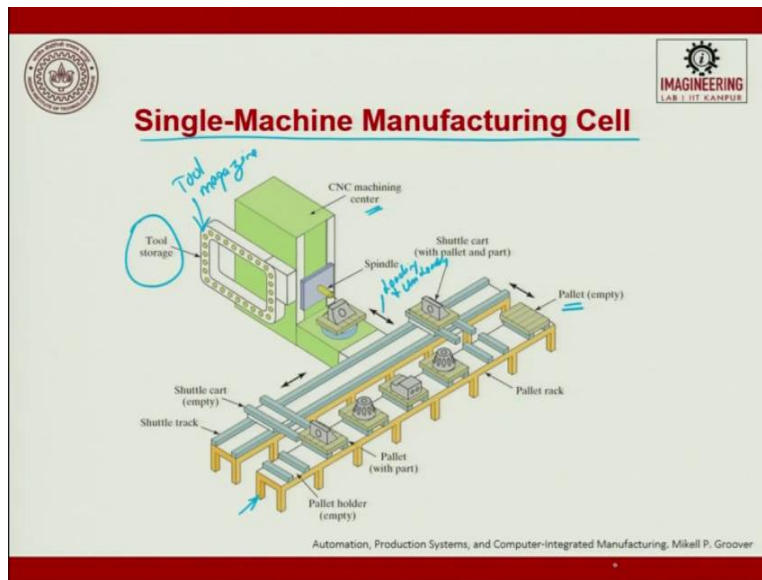 IMAGINEERING
LAB | IIT KANPUR
Single-Machine Manufacturing Cell
Tool
magazine
CNC machining
center
Tool
storage
Spindle
Shuttle cart
(with pallet and part)
Pallet (empty)
Shuttle cart
(empty)
Pallet rack
Shuttle track
Pallet
(with part)
Pallet holder
(empty)
Automation, Production Systems, and Computer-Integrated Manufacturing, Mikell P. Groover